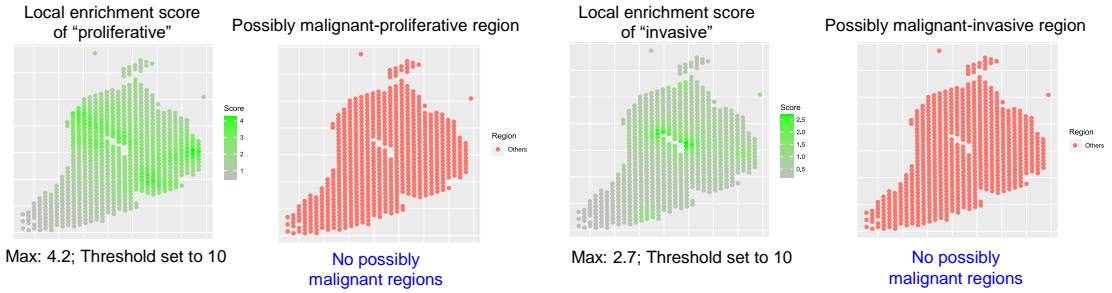 Local enrichment score
of “proliferative”
Possibly malignant-proliferative region
Local enrichment score
of “invasive”
Possibly malignant-invasive region
Score
4
3
2
1
Region
Others
Score
2.5
2.0
1.5
1.0
0.5
Region
Others
Max: 4.2; Threshold set to 10
No possibly
malignant regions
Max: 2.7; Threshold set to 10
No possibly
malignant regions